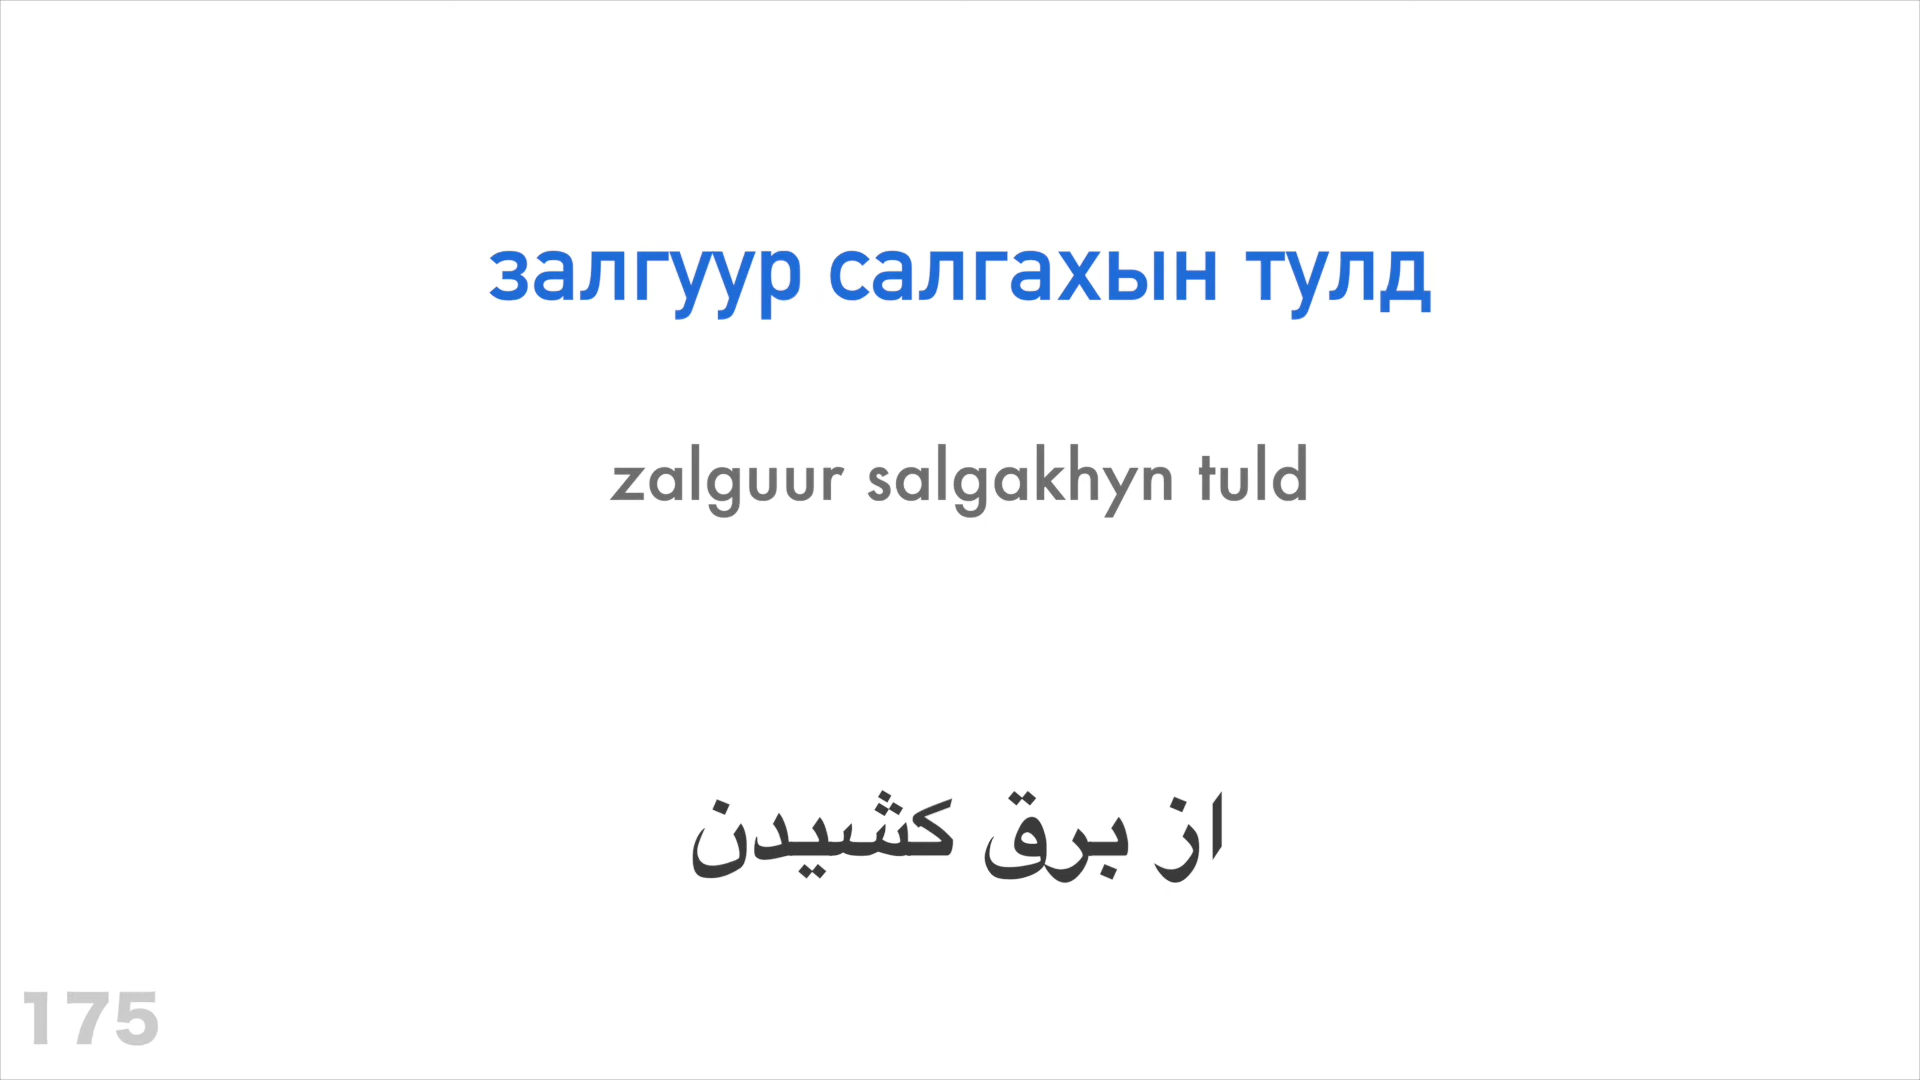 залгуур салгахын тулд
zalguur salgakhyn tuld
از برق کشیدن
175